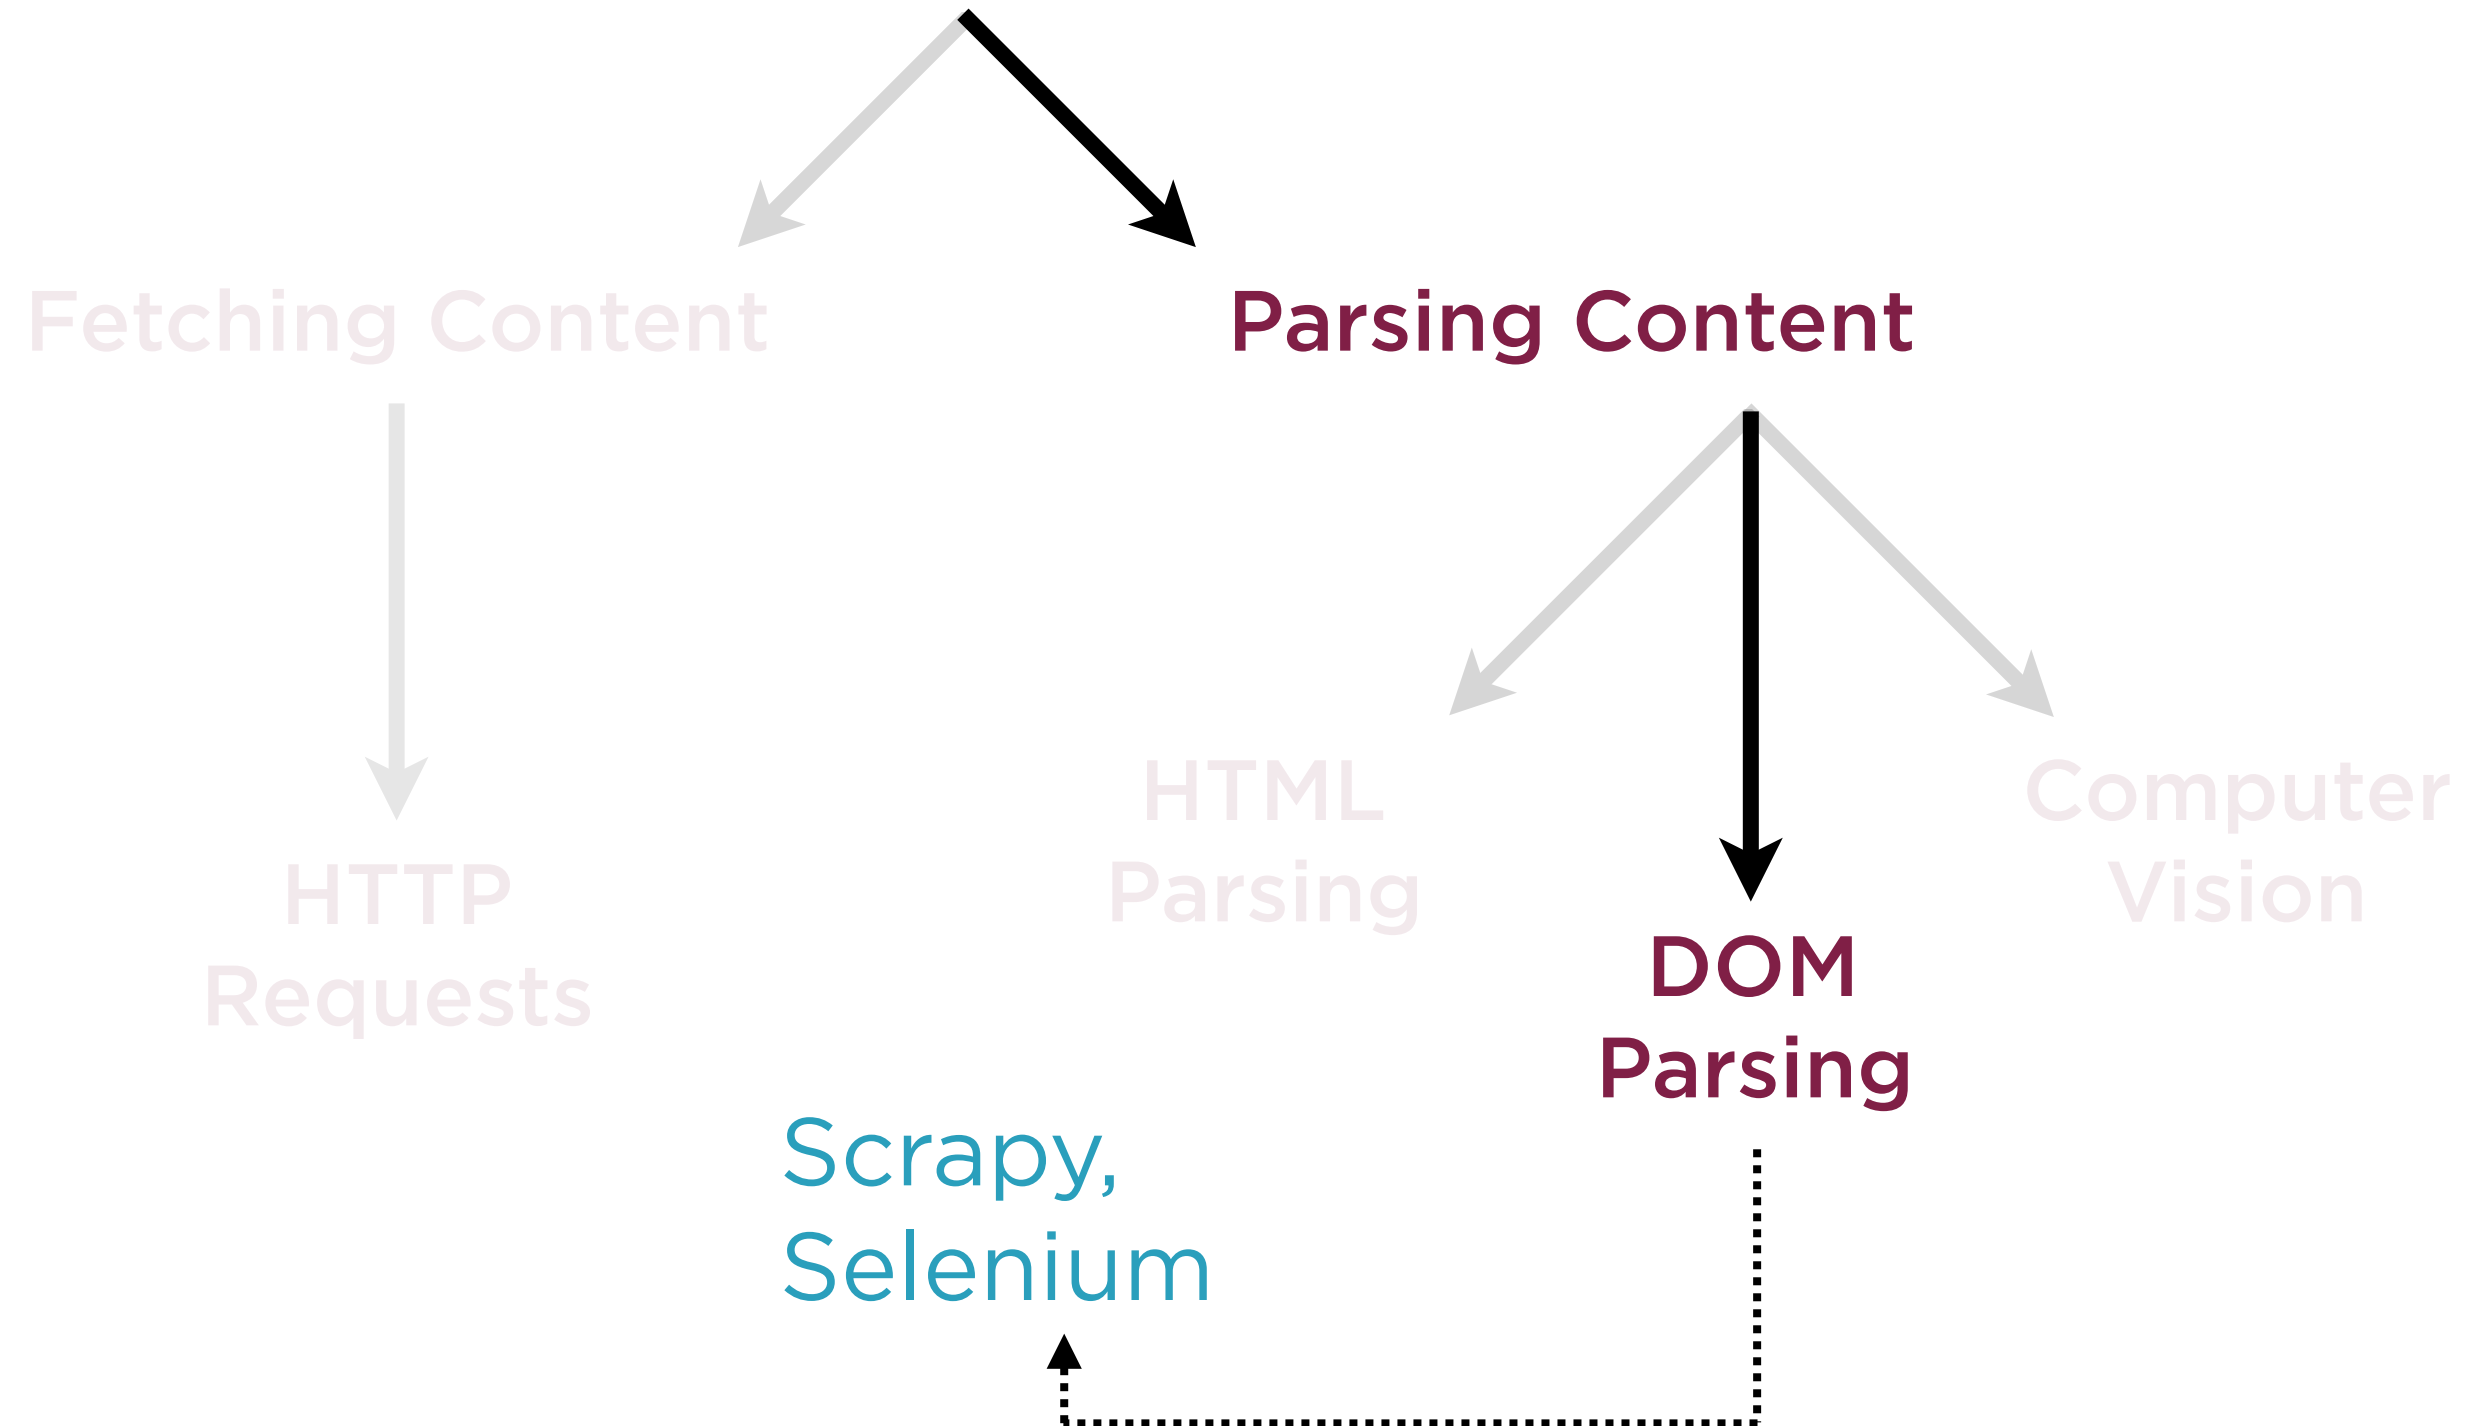 Fetching Content
Parsing Content
HTTP
Requests
HTML
Parsing
DOM
Parsing
Computer
Vision
Scrapy,
Selenium